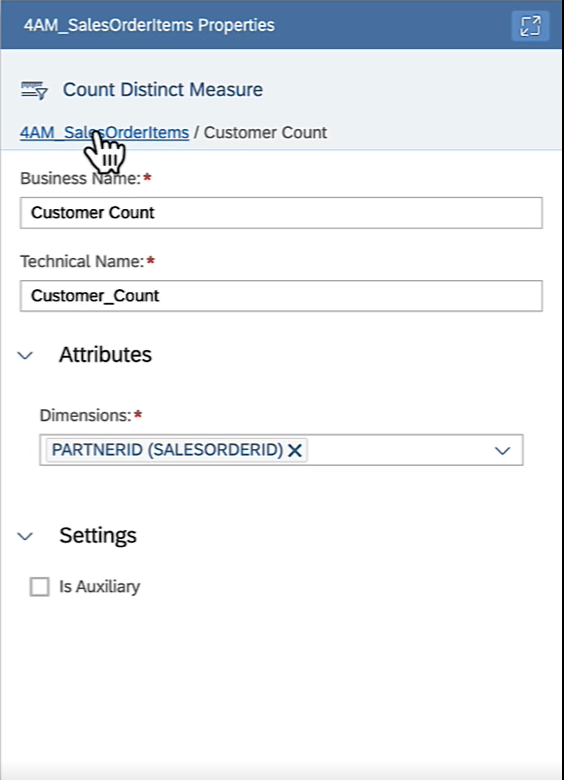 4AM_SalesOrderItems Properties
Count Distinct Measure
4AM_SalesOrderItems / Customer Count
Business Name:*
Customer Count
Technical Name:*
Customer_Count
Attributes
Dimensions:*
PARTNERID (SALESORDERID)
Settings
Is Auxiliary